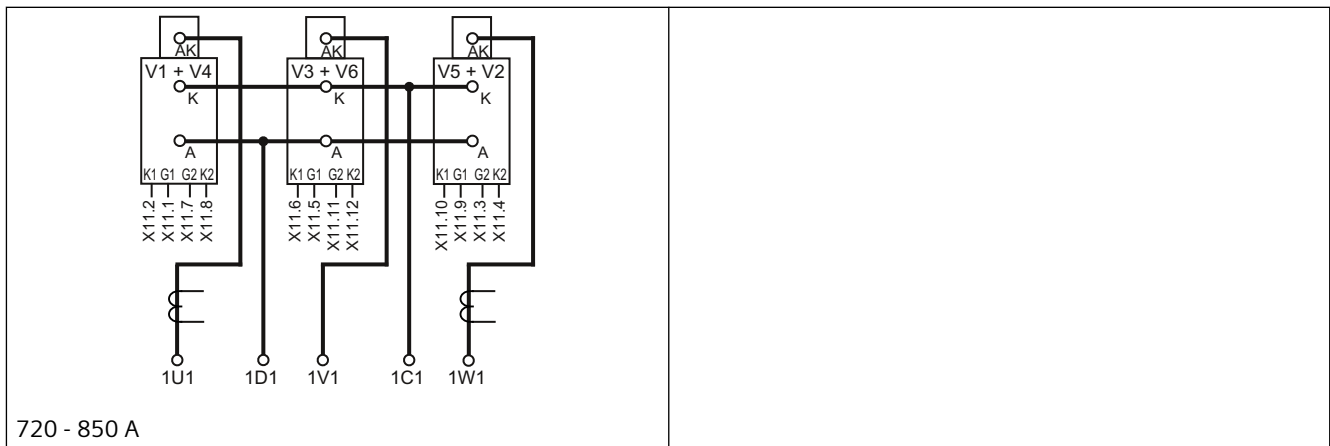 AK AK AK
V1 + V4 V3 + V6 V5 + V2
K K K
A A A
K1 G1 G2 K2 K1 G1 G2 K2 K1 G1 G2 K2
X11.2 X11.1 X11.7 X11.8 X11.6 X11.5 X11.11 X11.12 X11.10 X11.9 X11.3 X11.4
1U1 1D1 1V1 1C1 1W1
720 - 850 A